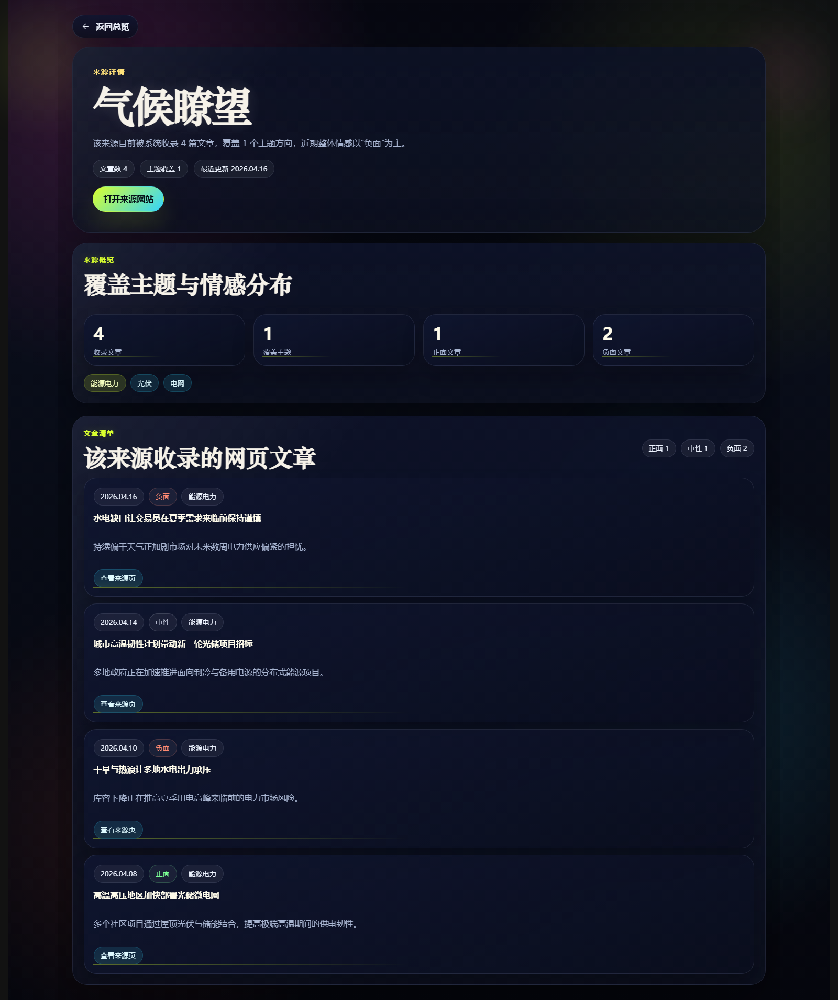 ← 返回总览
来源详情
气候瞭望
该来源目前被系统收录 4 篇文章，覆盖 1 个主题方向，近期整体情感以“负面”为主。
文章数 4 主题覆盖 1 最近更新 2026.04.16
打开来源网站
来源概览
覆盖主题与情感分布
4 1 1 2
收录文章 覆盖主题 正面文章 负面文章
能源电力 光伏 电网
文章清单
该来源收录的网页文章
正面 1 中性 1 负面 2
2026.04.16 负面 能源电力
水电缺口让交易员在夏季需求来临前保持谨慎
持续偏干天气正加剧市场对未来数周电力供应偏紧的担忧。
查看来源页
2026.04.14 中性 能源电力
城市高温韧性计划带动新一轮光储项目招标
多地政府正在加速推进面向制冷与备用电源的分布式能源项目。
查看来源页
2026.04.10 负面 能源电力
干旱与热浪让多地水电出力承压
库容下降正在推高夏季用电高峰来临前的电力市场风险。
查看来源页
2026.04.08 正面 能源电力
高温高压地区加快部署光储微电网
多个社区项目通过屋顶光伏与储能结合，提高极端高温期间的供电韧性。
查看来源页